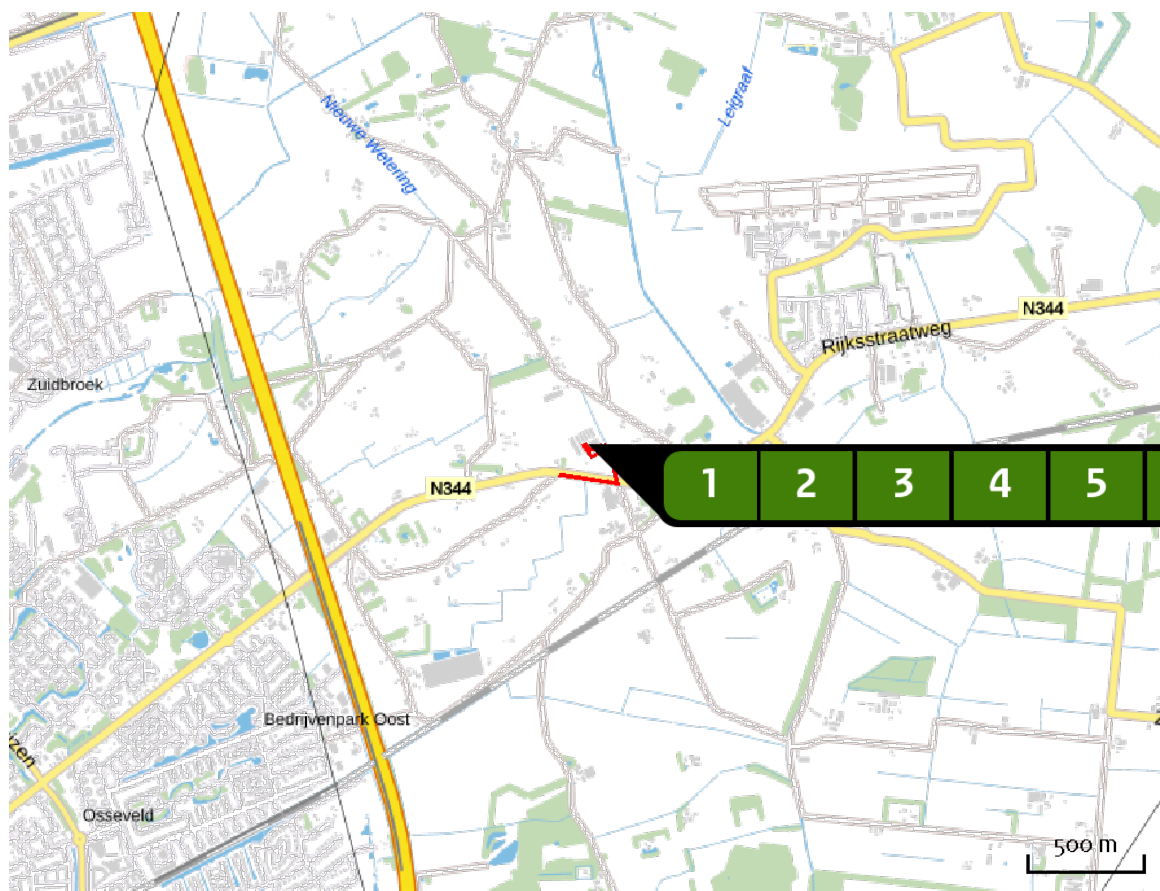 Nieuwe Wetering
Leigraaf
N344
Rijksstraatweg
Zuidbroek
1 2 3 4 5
N344
Bedrijvenpark Oost
Osseveld
500 m